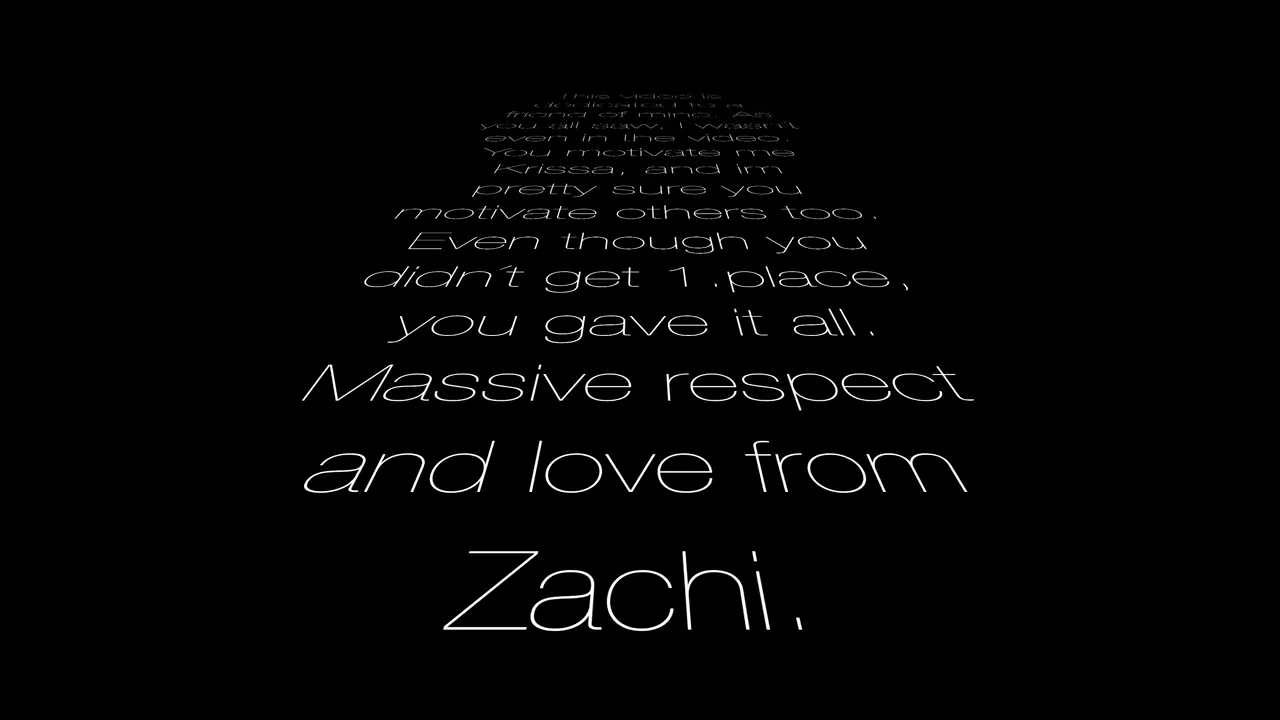 This video is
dedicated to a
friend of mine. As
you all saw, I wasn't
even in the video.
You motivate me
Krissa, and im
pretty sure you
motivate others too.
Even though you
didn´t get 1.place,
you gave it all.
Massive respect
and love from
Zachi.